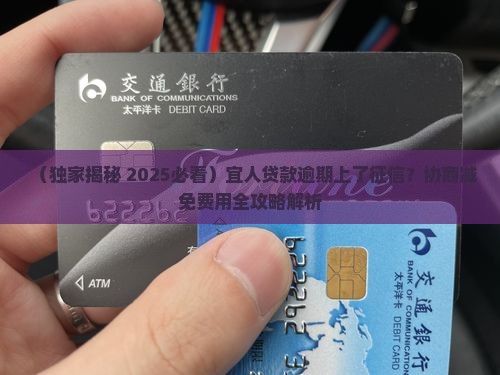 交通銀行
BANK OF COMMUNICATIONS
太平洋卡 DEBIT CARD
（独家揭秘 2025必看）宜人贷款逾期上了征信？协商减
免费用全攻略解析
622262
ATM
交通銀行
BANK OF COMMUNICATIONS
太平洋卡 DEBIT CARD
622262